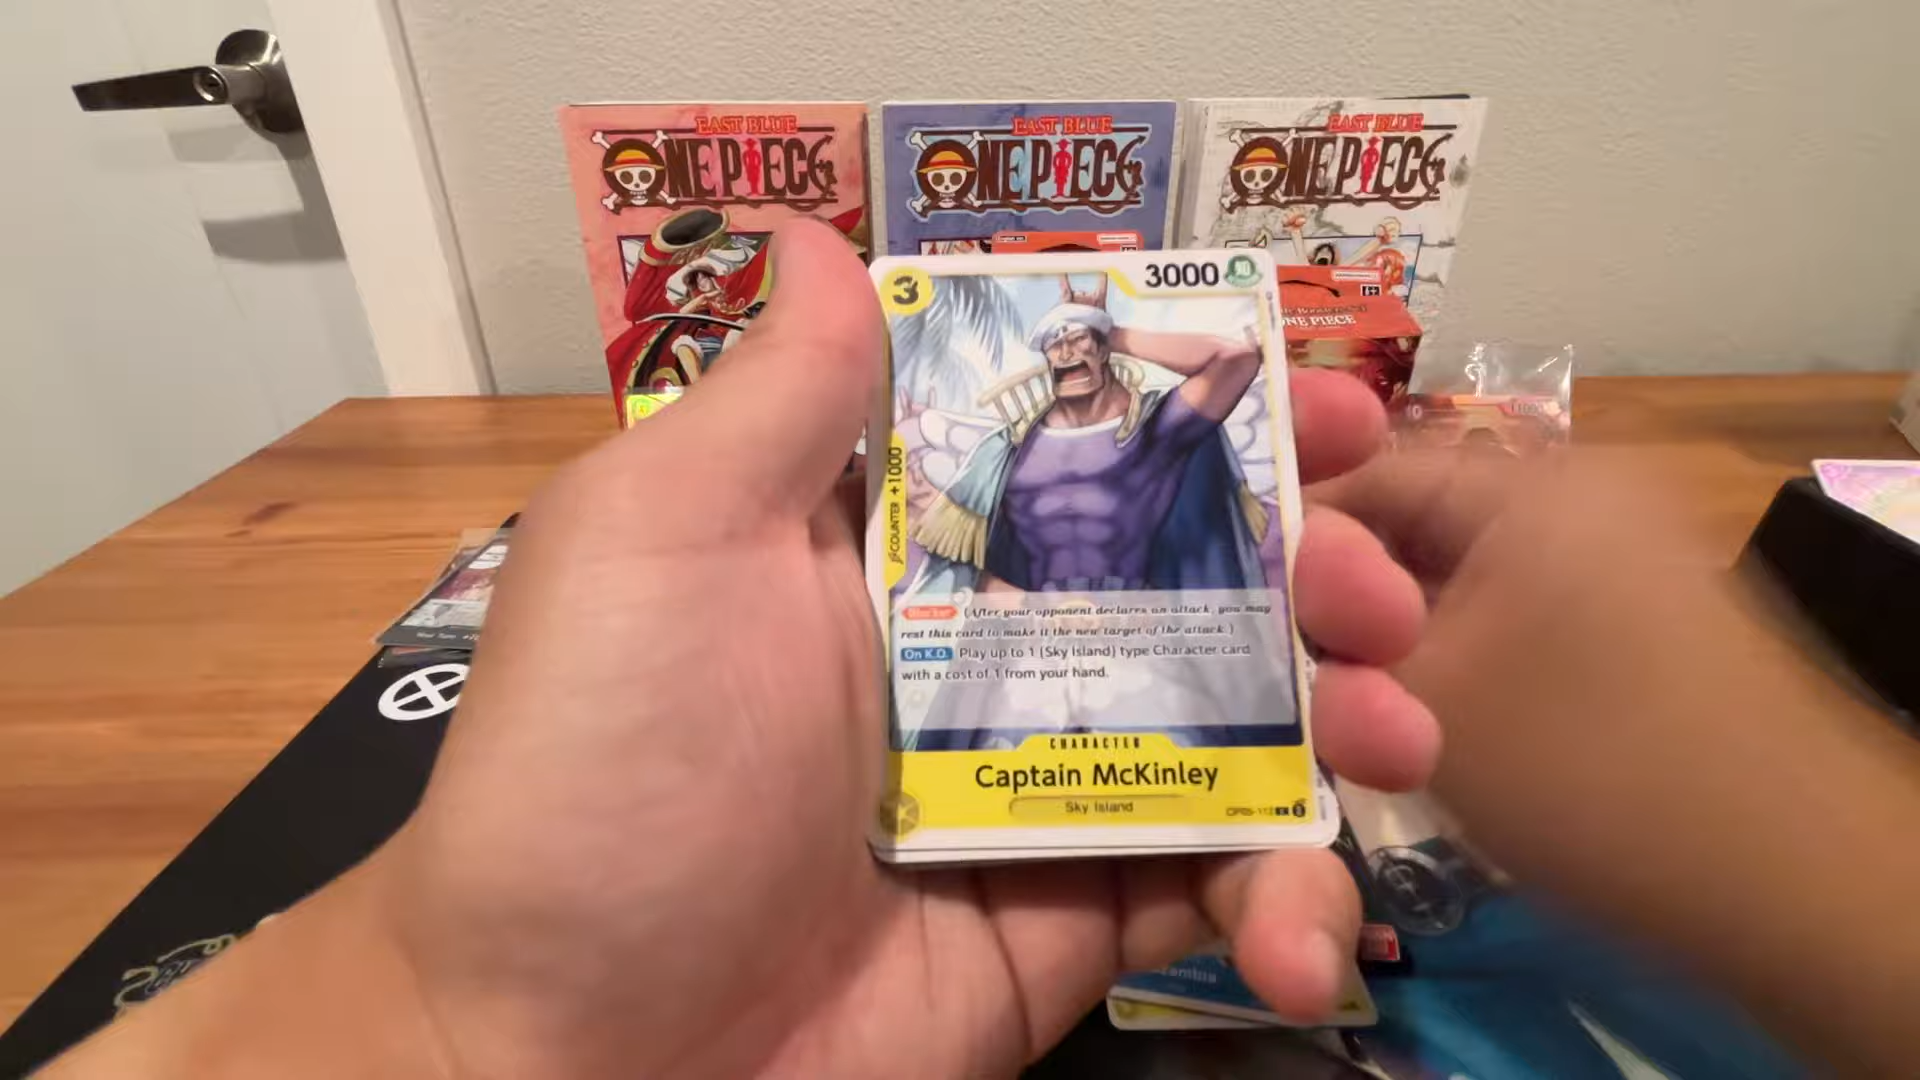 EAST BLUE
ONE PIECE
EAST BLUE
ONE PIECE
EAST BLUE
ONE PIECE
ONE PIECE
3
3000
COUNTER +1000
Blocker (After your opponent declares an attack, you may
rest this card to make it the new target of the attack.)
On K.O. Play up to 1 {Sky Island} type Character card
with a cost of 1 from your hand.
CHARACTER
Captain McKinley
Sky Island
OP05-112 C